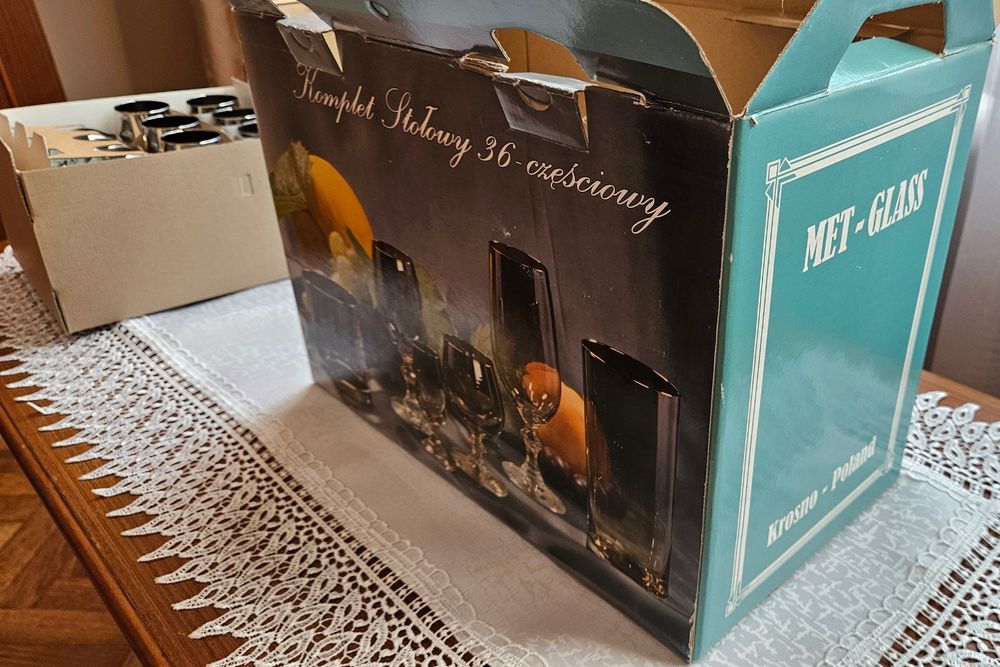 Komplet Stołowy 36-częściowy
MET-GLASS
Krosno - Poland